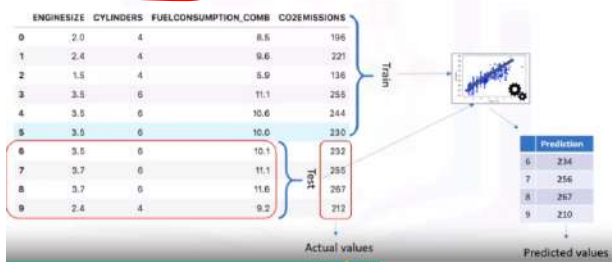 ENGINESIZE CYLINDERS FUELCONSUMPTION_COMB CO2EMISSIONS
0 2.0 4 8.5 196
1 2.4 4 9.6 221
2 1.5 4 5.9 136
3 3.5 6 11.1 255
4 3.5 6 10.6 244
5 3.5 6 10.0 230
6 3.5 6 10.1 232
7 3.7 6 11.1 255
8 3.7 6 11.6 267
9 2.4 4 9.2 212
Train
Test
Actual values
Prediction
6 234
7 256
8 267
9 210
Predicted values